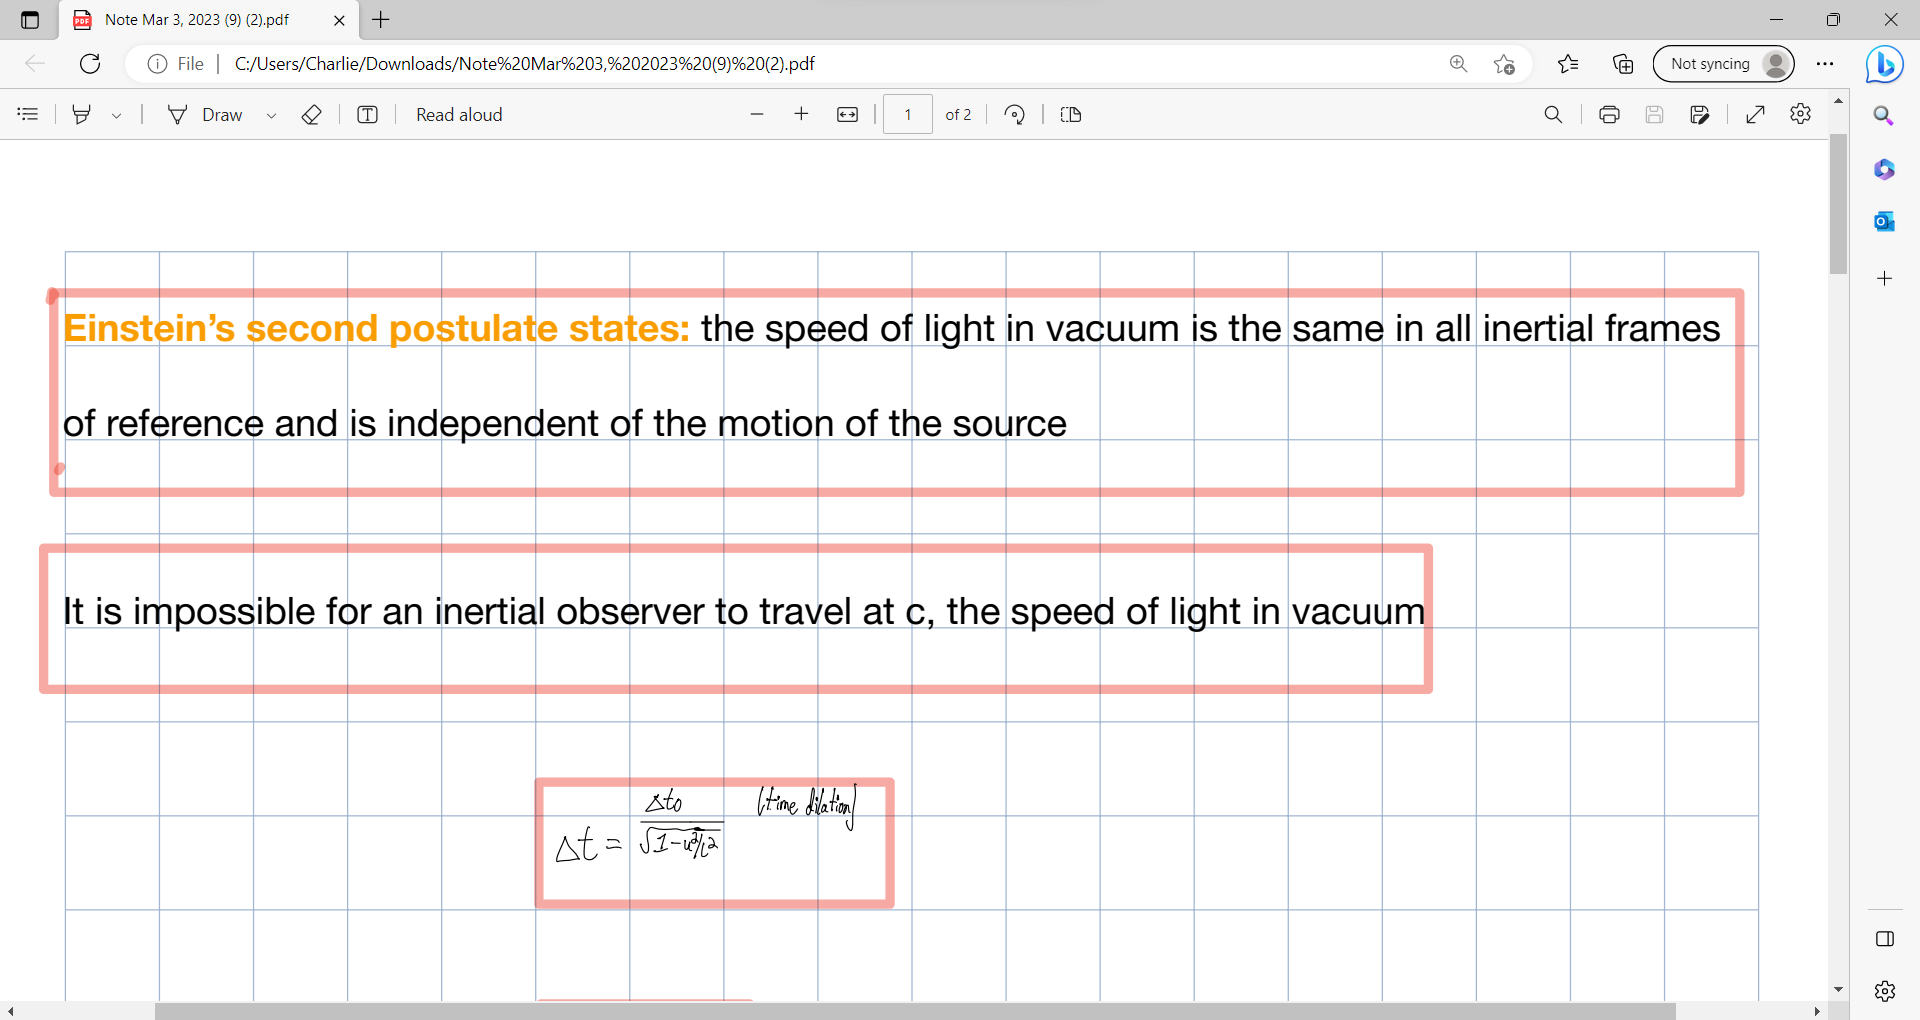 Note Mar 3, 2023 (9) (2).pdf
File
C:/Users/Charlie/Downloads/Note%20Mar%203,%202023%20(9)%20(2).pdf
Not syncing
Draw
Read aloud
1 of 2
Einstein’s second postulate states: the speed of light in vacuum is the same in all inertial frames
of reference and is independent of the motion of the source
It is impossible for an inertial observer to travel at c, the speed of light in vacuum
Δt = Δt₀ / √1-u²/c² (time dilation)